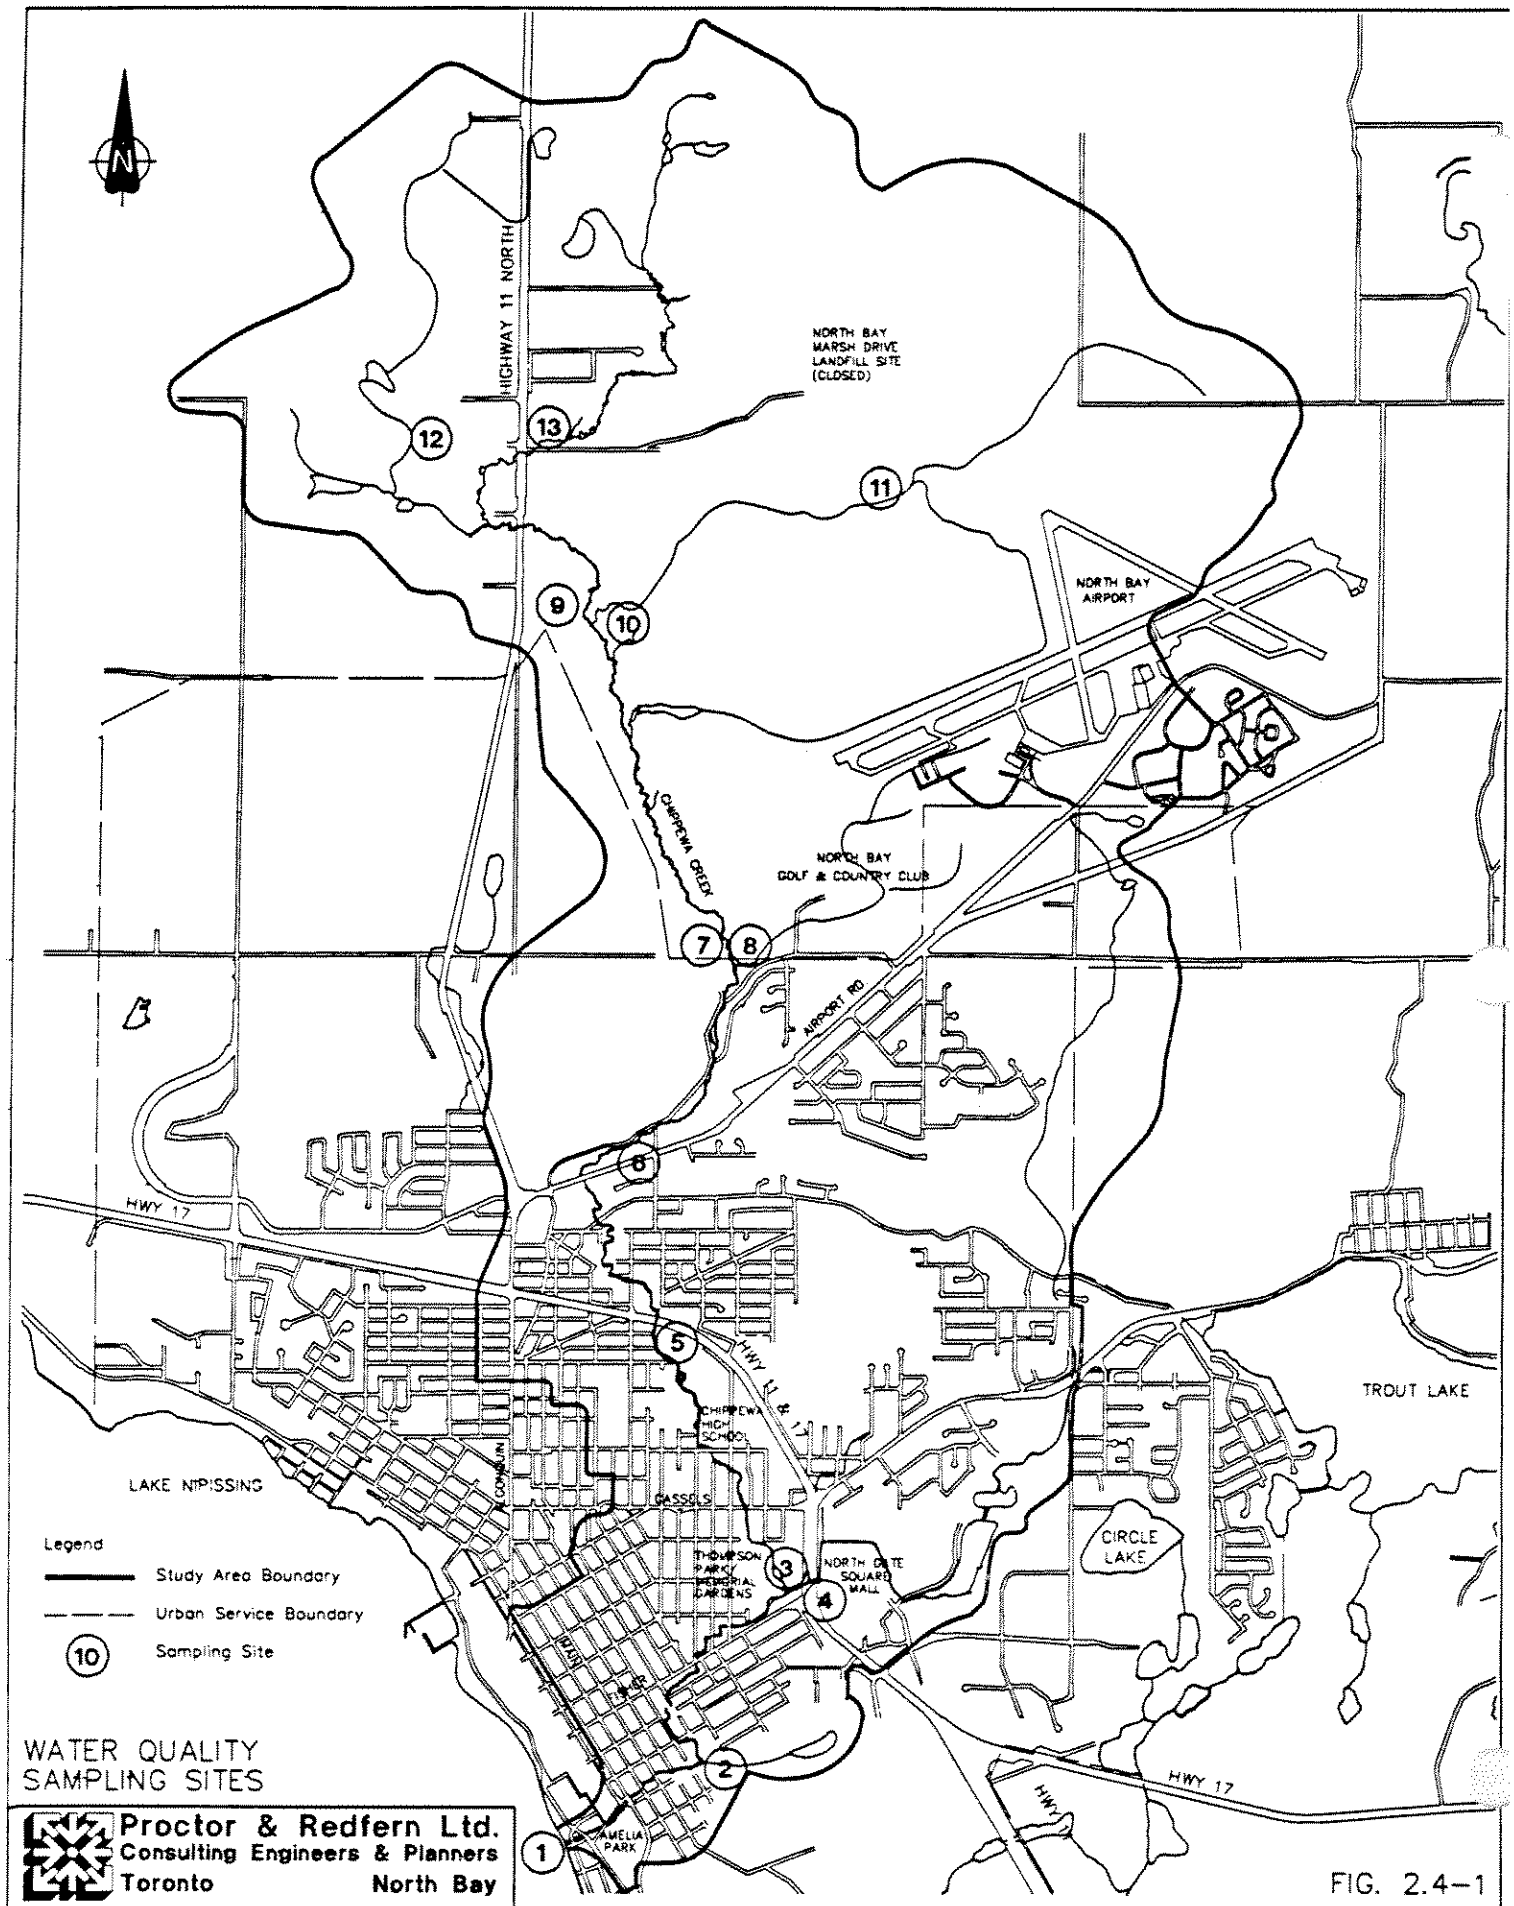 N
HIGHWAY 11 NORTH
NORTH BAY
MARSH DRIVE
LANDFILL SITE
(CLOSED)
12
13
11
NORTH BAY
AIRPORT
9
10
CHIPPEWA CREEK
NORTH BAY
GOLF & COUNTRY CLUB
7
8
AIRPORT RD
6
HWY 17
5
HWY 11 & 17
TROUT LAKE
CHIPPEWA
HIGH
SCHOOL
ALGONQUIN
LAKE NIPISSING
CASSELS
CIRCLE
LAKE
THOMPSON
PARK/
MEMORIAL
GARDENS
3
NORTH GATE
SQUARE
MALL
4
Legend
Study Area Boundary
Urban Service Boundary
10
Sampling Site
MAIN
FISHER
2
HWY 17
HWY
WATER QUALITY
SAMPLING SITES
Proctor & Redfern Ltd.
Consulting Engineers & Planners
Toronto North Bay
1
AMELIA
PARK
FIG. 2.4-1